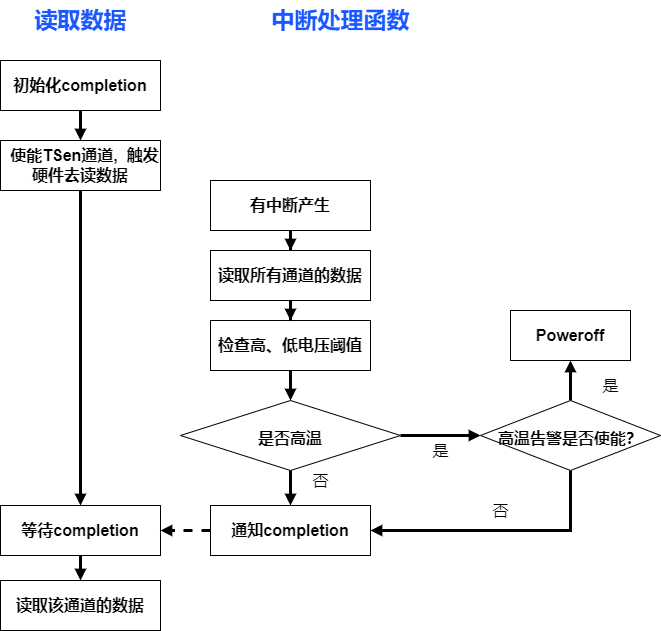 读取数据
中断处理函数
初始化completion
使能TSen通道，触发
硬件去读数据
有中断产生
读取所有通道的数据
检查高、低电压阈值
Poweroff
是
是否高温
是
高温告警是否使能？
否
否
等待completion
通知completion
读取该通道的数据